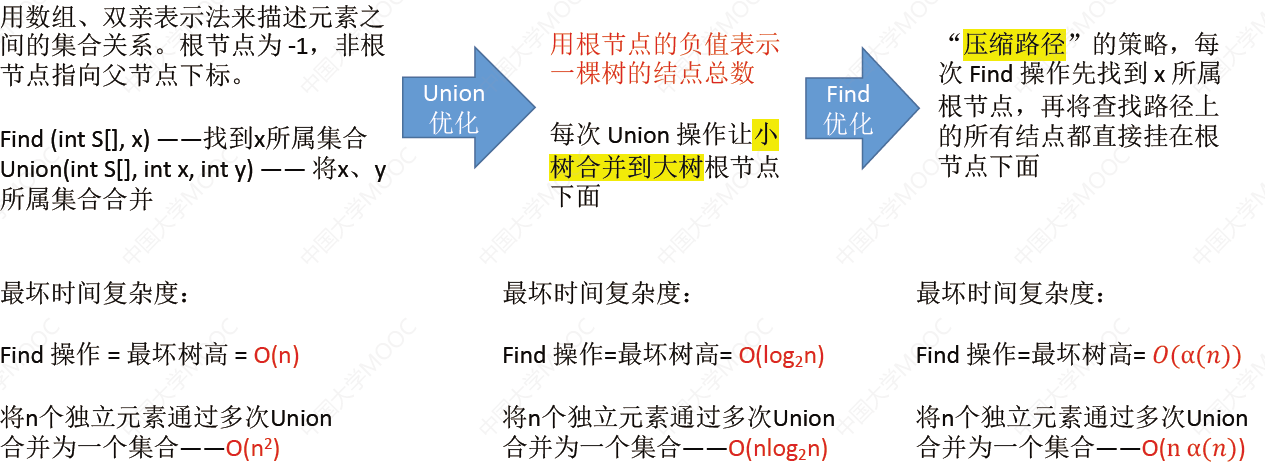 用数组、双亲表示法来描述元素之
间的集合关系。根节点为 -1，非根
节点指向父节点下标。
Find (int S[], x) ——找到x所属集合
Union(int S[], int x, int y) —— 将x、y
所属集合合并
Union
优化
用根节点的负值表示
一棵树的结点总数
每次 Union 操作让小
树合并到大树根节点
下面
Find
优化
“压缩路径”的策略，每
次 Find 操作先找到 x 所属
根节点，再将查找路径上
的所有结点都直接挂在根
节点下面
最坏时间复杂度：
Find 操作 = 最坏树高 = O(n)
将n个独立元素通过多次Union
合并为一个集合——O(n²)
最坏时间复杂度：
Find 操作=最坏树高= O(log₂n)
将n个独立元素通过多次Union
合并为一个集合——O(nlog₂n)
最坏时间复杂度：
Find 操作=最坏树高= O(α(n))
将n个独立元素通过多次Union
合并为一个集合——O(n α(n))
中国大学MOOC